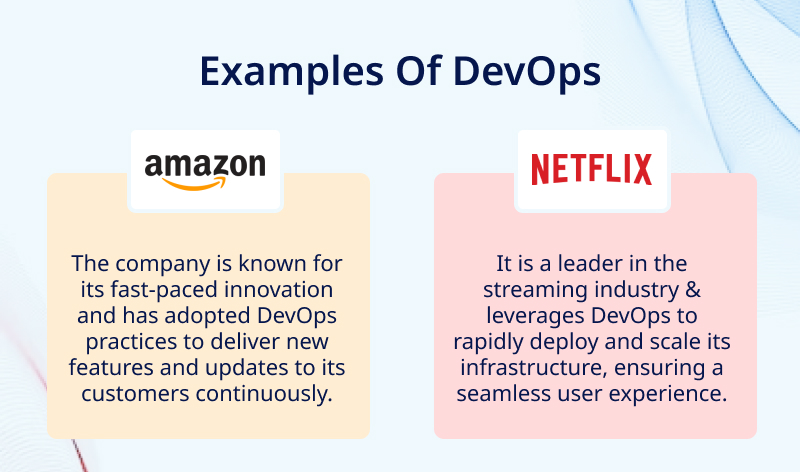 Examples Of DevOps
amazon
The company is known for
its fast-paced innovation
and has adopted DevOps
practices to deliver new
features and updates to its
customers continuously.
NETFLIX
It is a leader in the
streaming industry &
leverages DevOps to
rapidly deploy and scale its
infrastructure, ensuring a
seamless user experience.